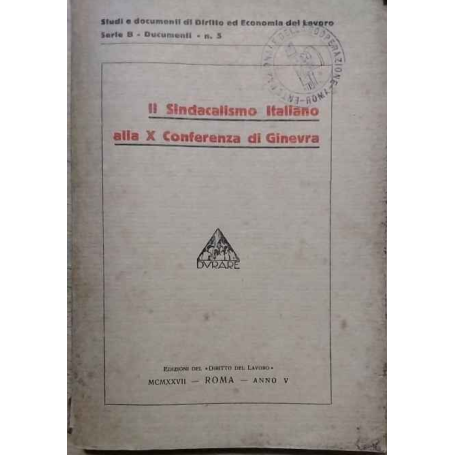 Studi e documenti di Diritto ed Economia del Lavoro
Serie B - Documenti - n. 5
Il Sindacalismo Italiano
alla X Conferenza di Ginevra
DVRARE
EDIZIONI DEL «DIRITTO DEL LAVORO»
MCMXXVII — ROMA — ANNO V